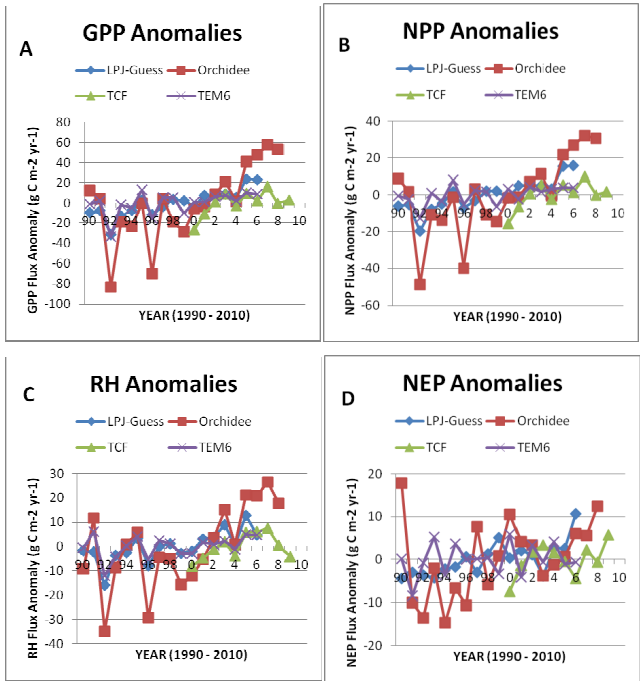 A
GPP Anomalies
LPJ-Guess Orchidee
TCF TEM6
GPP Flux Anomaly (g C m-2 yr-1)
80
60
40
20
0
-20
-40
-60
-80
-100
90 92 94 96 98 0 2 4 6 8 10
YEAR (1990 - 2010)
B
NPP Anomalies
LPJ-Guess Orchidee
TCF TEM6
NPP Flux Anomaly (g C m-2 yr-1)
40
20
0
-20
-40
-60
90 92 94 96 98 0 2 4 6 8 10
YEAR (1990 - 2010)
C
RH Anomalies
LPJ-Guess Orchidee
TCF TEM6
RH Flux Anomaly (g C m-2 yr-1)
30
20
10
0
-10
-20
-30
-40
90 92 94 96 98 0 2 4 6 8 10
YEAR (1990 - 2010)
D
NEP Anomalies
LPJ-Guess Orchidee
TCF TEM6
NEP Flux Anomaly (g C m-2 yr-1)
20
10
0
-10
-20
90 92 94 96 98 0 2 4 6 8 10
YEAR (1990 - 2010)